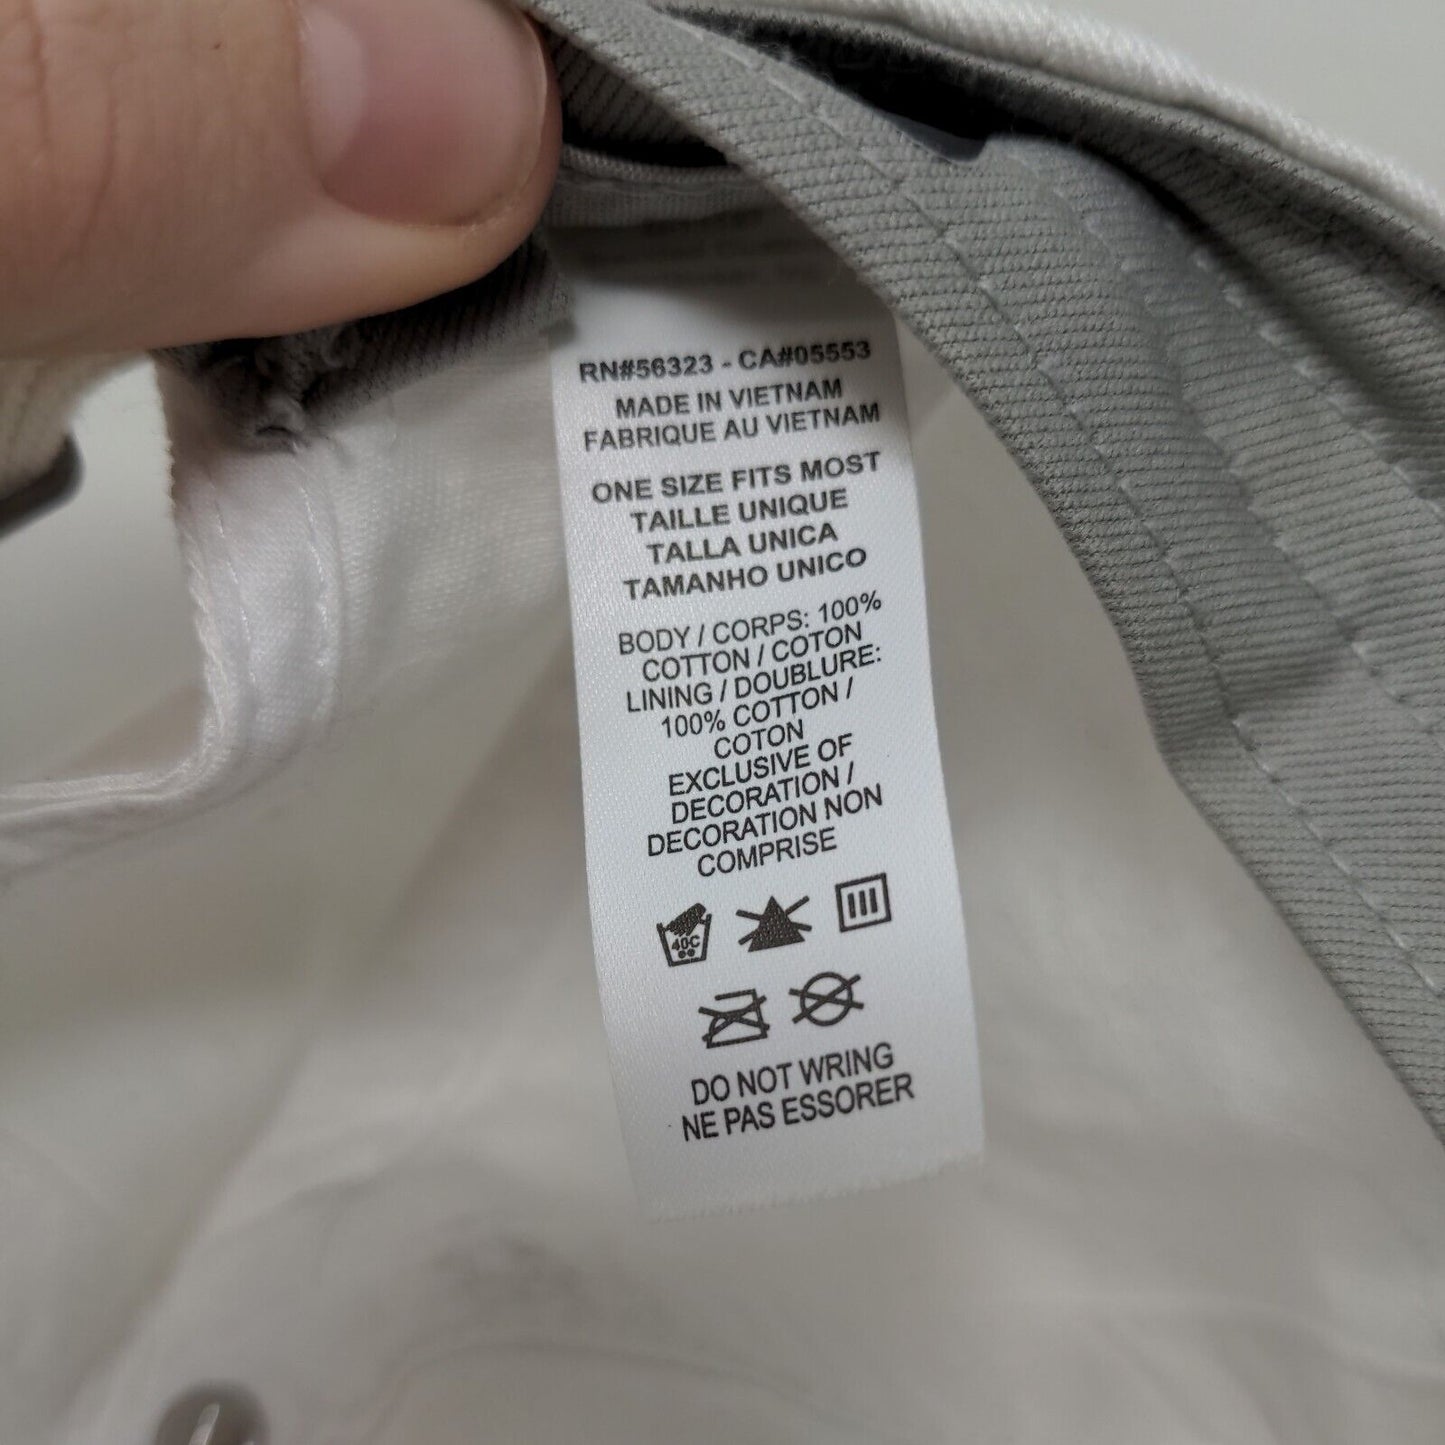 RN#56323 - CA#05553
MADE IN VIETNAM
FABRIQUE AU VIETNAM
ONE SIZE FITS MOST
TAILLE UNIQUE
TALLA UNICA
TAMANHO UNICO
BODY / CORPS: 100%
COTTON / COTON
LINING / DOUBLURE:
100% COTTON /
COTON
EXCLUSIVE OF
DECORATION /
DECORATION NON
COMPRISE
40C
DO NOT WRING
NE PAS ESSORER